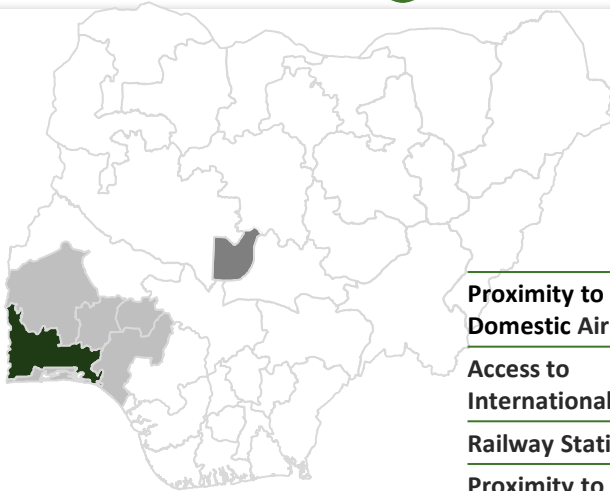 Proximity to
Domestic Air
Access to
International
Railway Stati
Proximity to